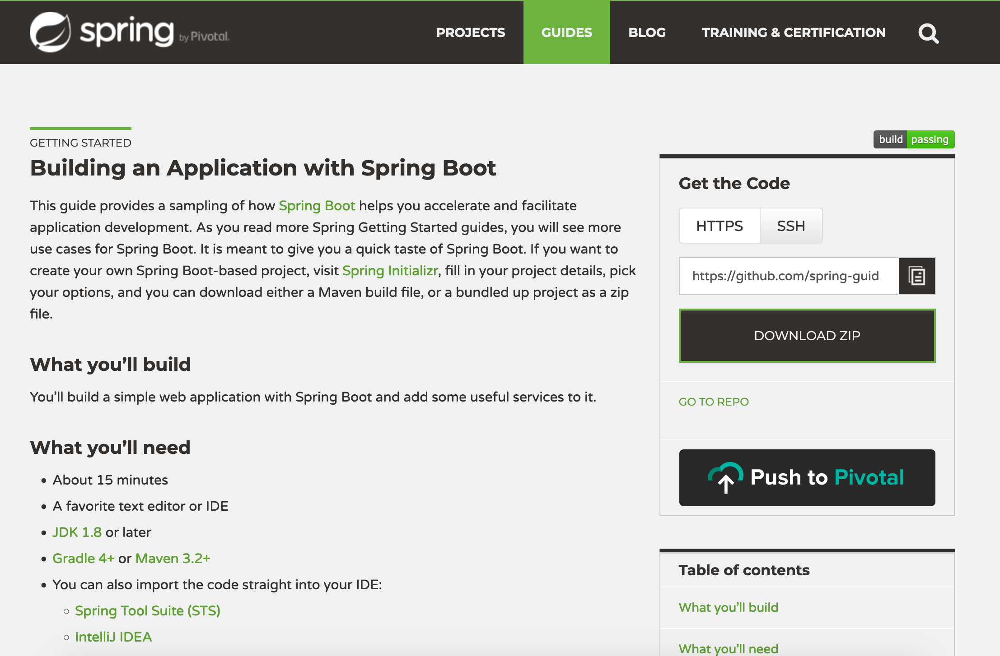 spring by Pivotal.
PROJECTS
GUIDES
BLOG
TRAINING & CERTIFICATION
GETTING STARTED
Building an Application with Spring Boot
This guide provides a sampling of how Spring Boot helps you accelerate and facilitate
application development. As you read more Spring Getting Started guides, you will see more
use cases for Spring Boot. It is meant to give you a quick taste of Spring Boot. If you want to
create your own Spring Boot-based project, visit Spring Initializr, fill in your project details, pick
your options, and you can download either a Maven build file, or a bundled up project as a zip
file.
What you’ll build
You’ll build a simple web application with Spring Boot and add some useful services to it.
What you’ll need
• About 15 minutes
• A favorite text editor or IDE
• JDK 1.8 or later
• Gradle 4+ or Maven 3.2+
• You can also import the code straight into your IDE:
◦ Spring Tool Suite (STS)
◦ IntelliJ IDEA
build passing
Get the Code
HTTPS
SSH
https://github.com/spring-guid
DOWNLOAD ZIP
GO TO REPO
Push to Pivotal
Table of contents
What you’ll build
What you’ll need